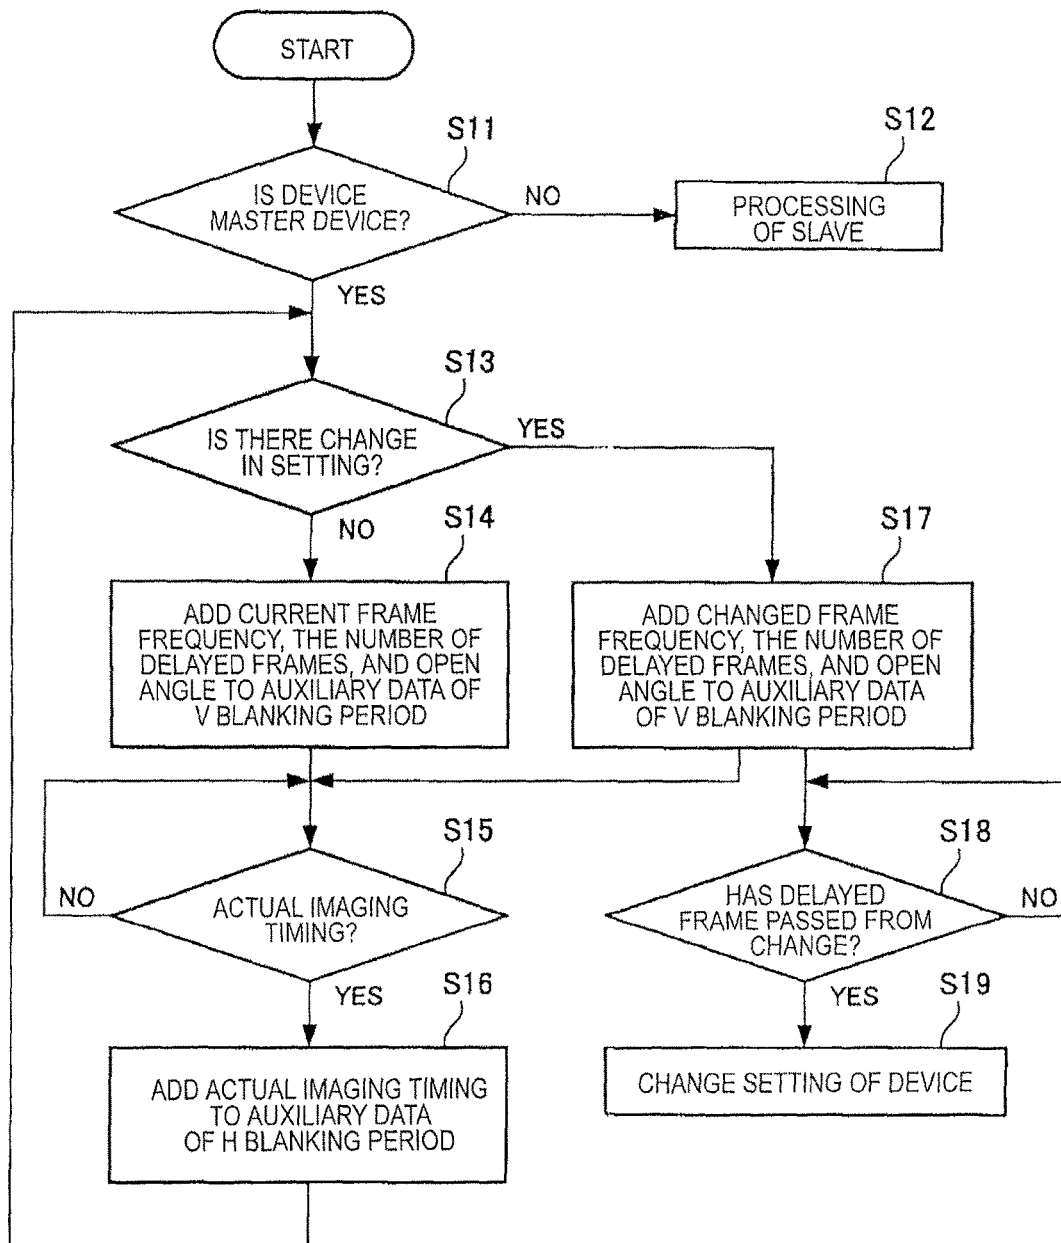 START
S11
IS DEVICE
MASTER DEVICE?
NO
S12
PROCESSING
OF SLAVE
YES
S13
IS THERE CHANGE
IN SETTING?
YES
NO
S14
ADD CURRENT FRAME
FREQUENCY, THE NUMBER OF
DELAYED FRAMES, AND OPEN
ANGLE TO AUXILIARY DATA OF
V BLANKING PERIOD
S17
ADD CHANGED FRAME
FREQUENCY, THE NUMBER OF
DELAYED FRAMES, AND OPEN
ANGLE TO AUXILIARY DATA
OF V BLANKING PERIOD
S15
NO
ACTUAL IMAGING
TIMING?
YES
S18
HAS DELAYED
FRAME PASSED FROM
CHANGE?
NO
YES
S16
ADD ACTUAL IMAGING TIMING
TO AUXILIARY DATA
OF H BLANKING PERIOD
S19
CHANGE SETTING OF DEVICE